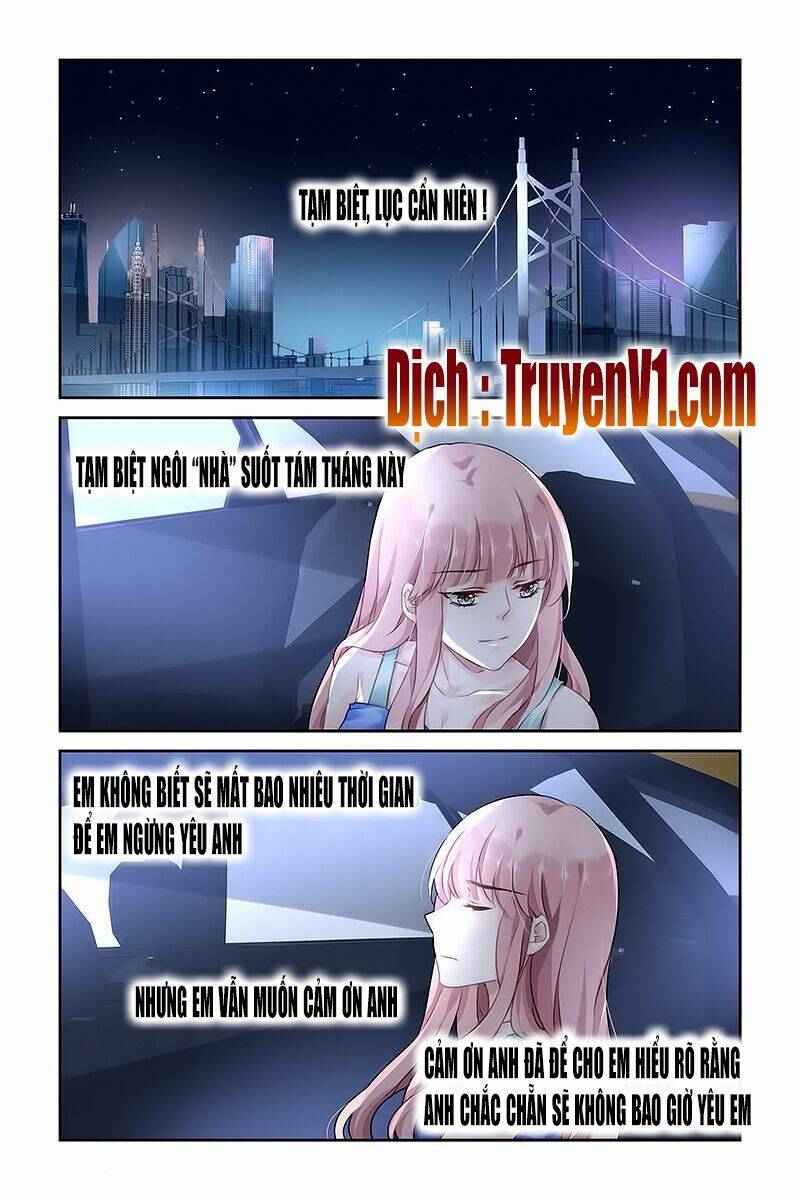 TẠM BIỆT, LỤC CẨN NIÊN !
Dịch : TruyenV1.com
TẠM BIỆT NGÔI “NHÀ” SUỐT TÁM THÁNG NÀY
EM KHÔNG BIẾT SẼ MẤT BAO NHIÊU THỜI GIAN
ĐỂ EM NGỪNG YÊU ANH
NHƯNG EM VẪN MUỐN CẢM ƠN ANH
CẢM ƠN ANH ĐÃ ĐỂ CHO EM HIỂU RÕ RẰNG
ANH CHẮC CHẮN SẼ KHÔNG BAO GIỜ YÊU EM